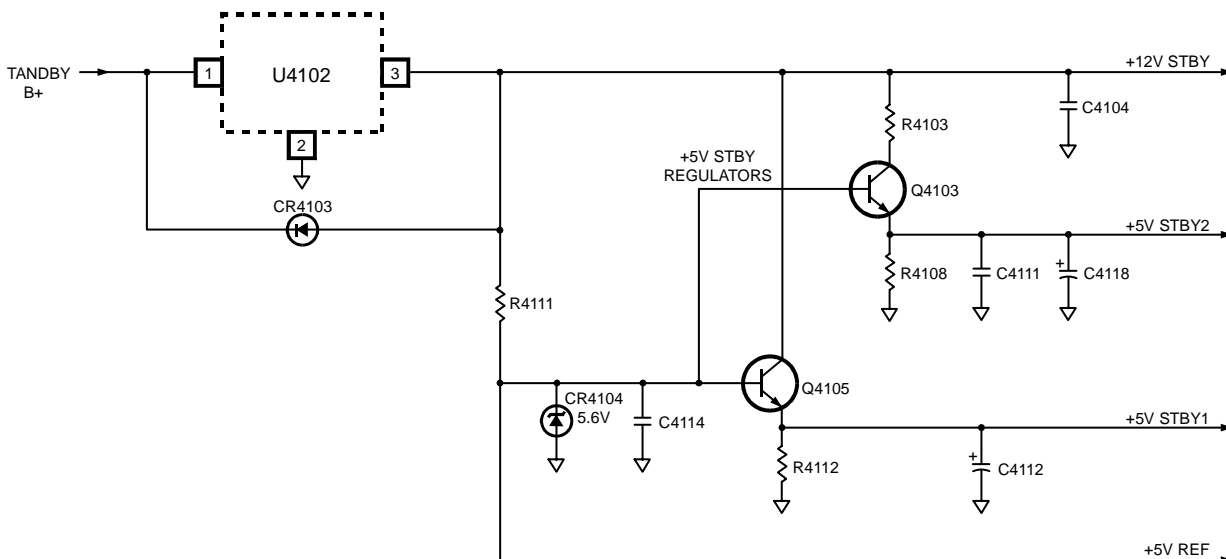 TANDBY
B+
1
U4102
3
2
+12V STBY
C4104
R4103
+5V STBY
REGULATORS
Q4103
CR4103
+5V STBY2
R4108
C4111
+
C4118
R4111
Q4105
CR4104
5.6V
C4114
+5V STBY1
R4112
+
C4112
+5V REF